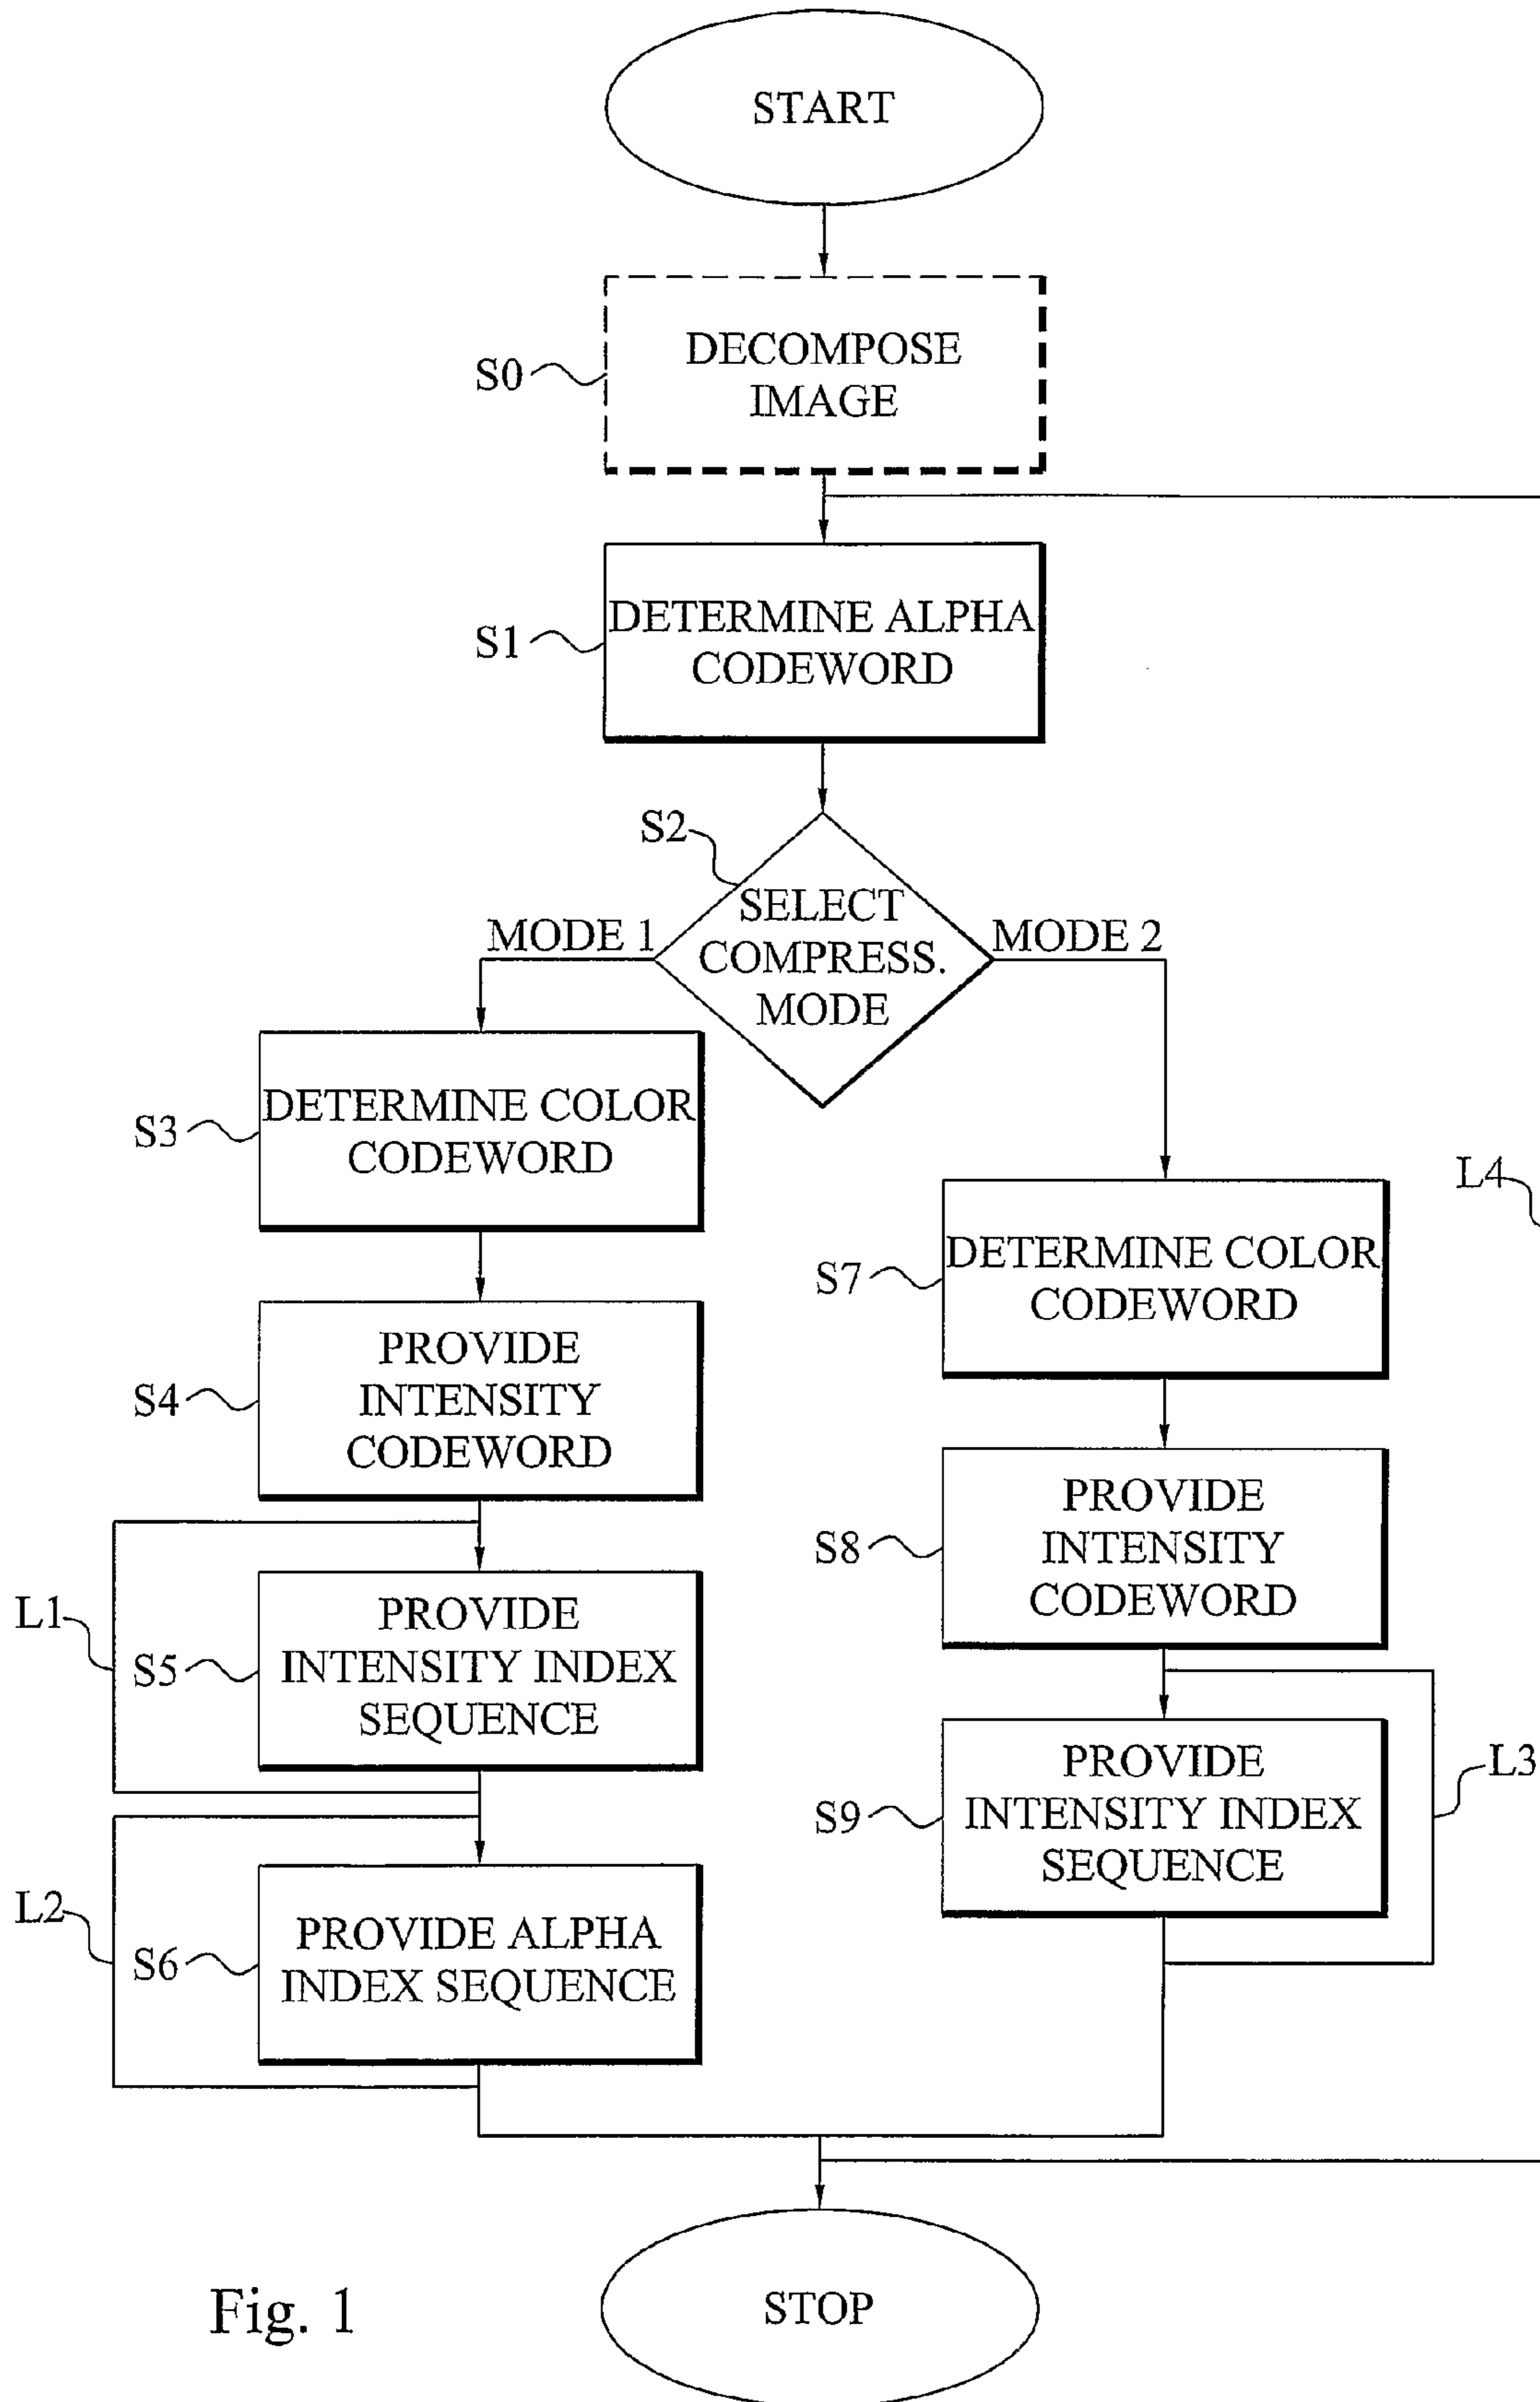 START
S0
DECOMPOSE
IMAGE
S1
DETERMINE ALPHA
CODEWORD
S2
SELECT
COMPRESS.
MODE
MODE 1
MODE 2
S3
DETERMINE COLOR
CODEWORD
S4
PROVIDE
INTENSITY
CODEWORD
L1
S5
PROVIDE
INTENSITY INDEX
SEQUENCE
L2
S6
PROVIDE ALPHA
INDEX SEQUENCE
S7
DETERMINE COLOR
CODEWORD
S8
PROVIDE
INTENSITY
CODEWORD
S9
PROVIDE
INTENSITY INDEX
SEQUENCE
L3
L4
STOP
Fig. 1